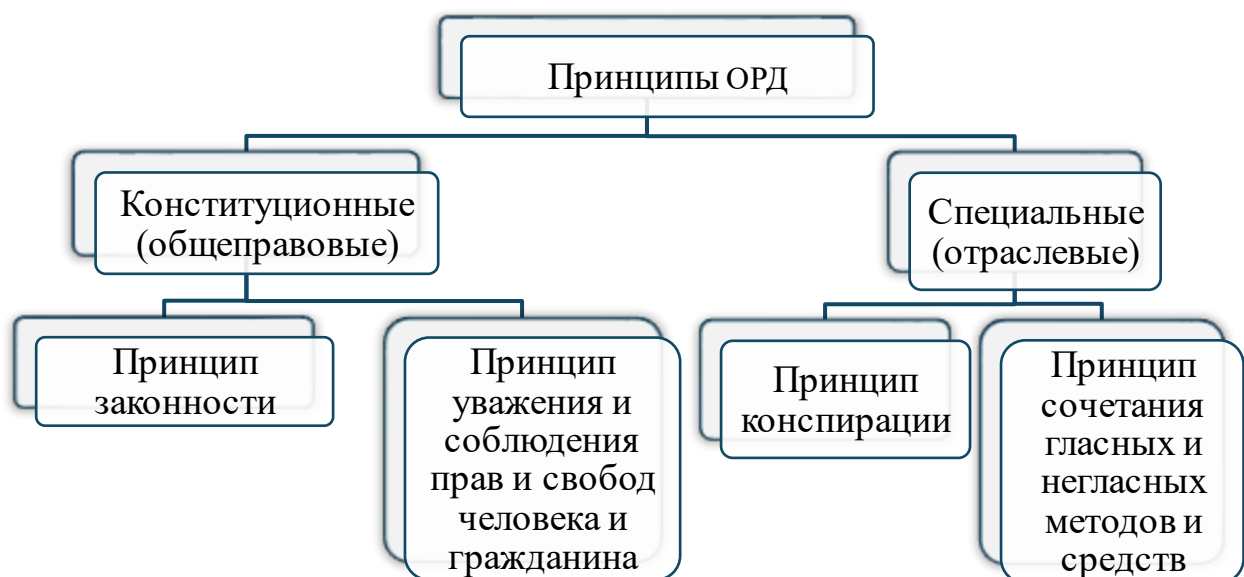 Принципы ОРД
Конституционные
(общеправовые)
Специальные
(отраслевые)
Принцип
законности
Принцип
уважения и
соблюдения
прав и свобод
человека и
гражданина
Принцип
конспирации
Принцип
сочетания
гласных и
негласных
методов и
средств